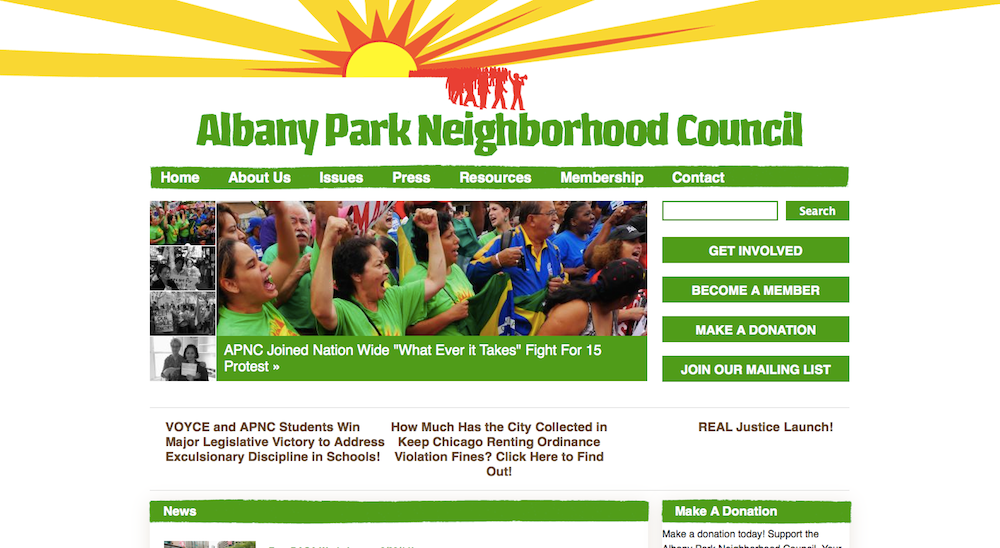 Albany Park Neighborhood Council
Home About Us Issues Press Resources Membership Contact
Search
GET INVOLVED
BECOME A MEMBER
MAKE A DONATION
JOIN OUR MAILING LIST
APNC Joined Nation Wide "What Ever it Takes" Fight For 15
Protest »
VOYCE and APNC Students Win
Major Legislative Victory to Address
Exculsionary Discipline in Schools!
How Much Has the City Collected in
Keep Chicago Renting Ordinance
Violation Fines? Click Here to Find
Out!
REAL Justice Launch!
News
Make A Donation
Make a donation today! Support the
Albany Park Neighborhood Council. Your